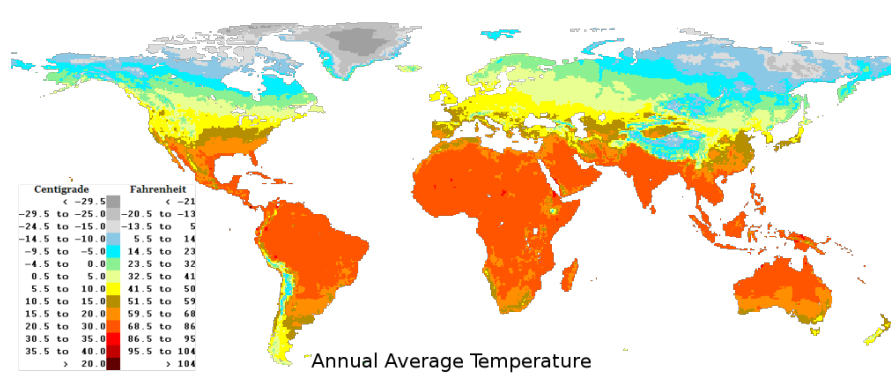 Centigrade Fahrenheit
< -29.5 < -21
-29.5 to -25.0 -20.5 to -13
-24.5 to -15.0 -13.5 to 5
-14.5 to -10.0 5.5 to 14
-9.5 to -5.0 14.5 to 23
-4.5 to 0.0 23.5 to 32
0.5 to 5.0 32.5 to 41
5.5 to 10.0 41.5 to 50
10.5 to 15.0 51.5 to 59
15.5 to 20.0 59.5 to 68
20.5 to 30.0 68.5 to 86
30.5 to 35.0 86.5 to 95
35.5 to 40.0 95.5 to 104
> 20.0 > 104
Annual Average Temperature